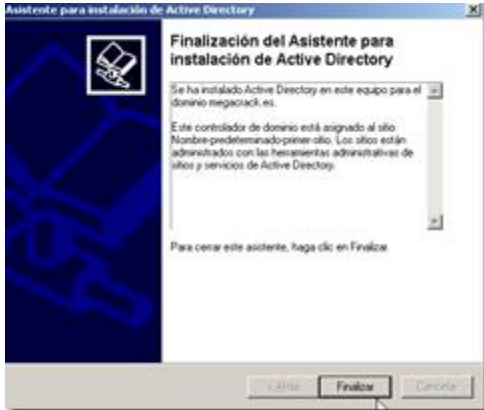 Asistente para instalación de Active Directory
Finalización del Asistente para
instalación de Active Directory
Se ha instalado Active Directory en este equipo para el
dominio megacrack.es.
Este controlador de dominio está asignado al sitio
Nombre-predeterminado-primer-sitio. Los sitios están
administrados con las herramientas administrativas de
sitios y servicios de Active Directory.
Para cerrar este asistente, haga clic en Finalizar.
< Atrás
Finalizar
Cancelar